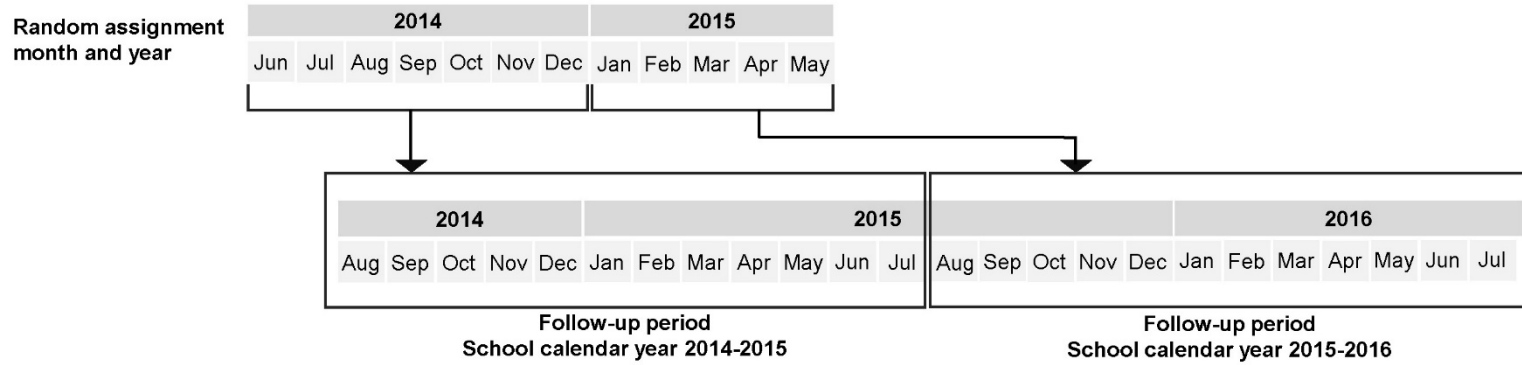 Random assignment
month and year
2014 2015
Jun Jul Aug Sep Oct Nov Dec Jan Feb Mar Apr May
2014 2015 2016
Aug Sep Oct Nov Dec Jan Feb Mar Apr May Jun Jul Aug Sep Oct Nov Dec Jan Feb Mar Apr May Jun Jul
Follow-up period
School calendar year 2014-2015
Follow-up period
School calendar year 2015-2016